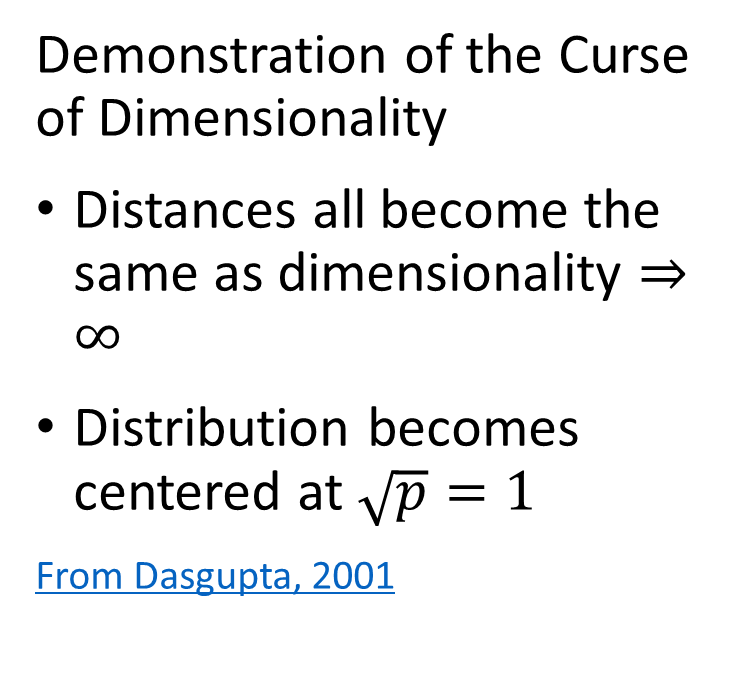 Demonstration of the Curse
of Dimensionality
• Distances all become the
same as dimensionality ⇒
∞
• Distribution becomes
centered at √p = 1
From Dasgupta, 2001